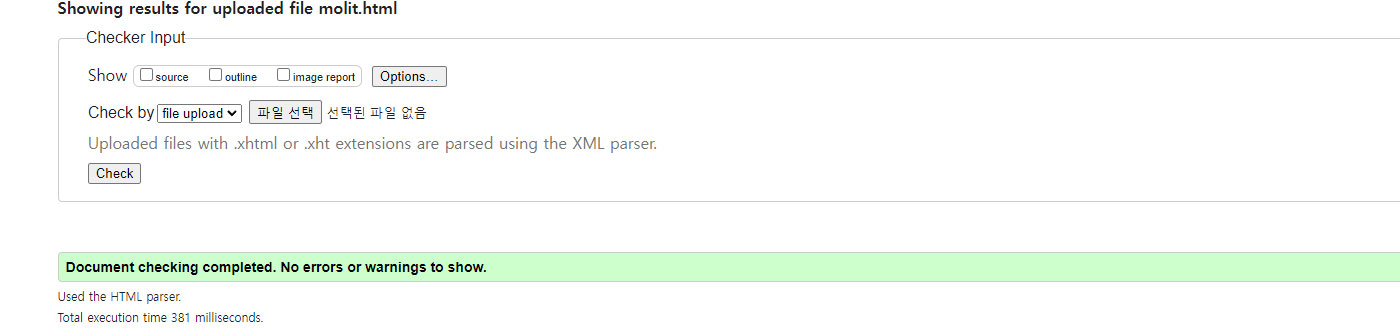 Showing results for uploaded file molit.html
Checker Input
Show source outline image report Options...
Check by file upload 파일 선택 선택된 파일 없음
Uploaded files with .xhtml or .xht extensions are parsed using the XML parser.
Check
Document checking completed. No errors or warnings to show.
Used the HTML parser.
Total execution time 381 milliseconds.